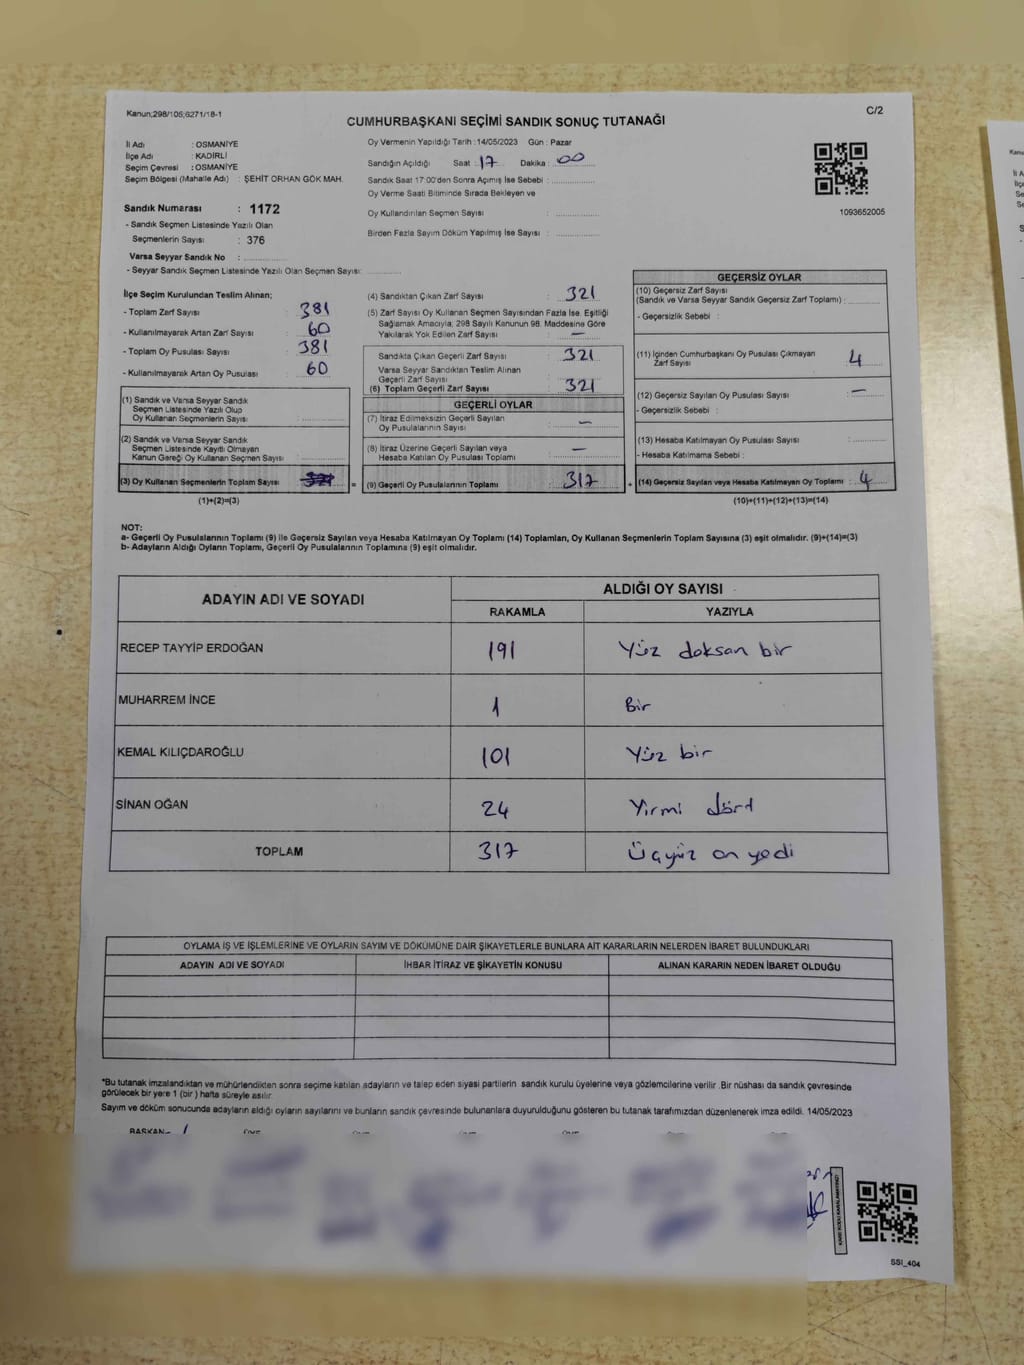 Kanun;298/105;6271/18-1
C/2
CUMHURBAŞKANI SEÇİMİ SANDIK SONUÇ TUTANAĞI
İl Adı : OSMANİYE
İlçe Adı : KADİRLİ
Seçim Çevresi : OSMANİYE
Seçim Bölgesi (Mahalle Adı) : ŞEHİT ORHAN GÖK MAH.
Sandık Numarası : 1172
- Sandık Seçmen Listesinde Yazılı Olan
Seçmenlerin Sayısı : 376
Varsa Seyyar Sandık No :
- Seyyar Sandık Seçmen Listesinde Yazılı Olan Seçmen Sayısı:
Oy Vermenin Yapıldığı Tarih :14/05/2023 Gün : Pazar
Sandığın Açıldığı Saat : 17 Dakika : 00
Sandık Saat 17:00'den Sonra Açımış İse Sebebi :
Oy Verme Saati Bitiminde Sırada Bekleyen ve
Oy Kullandırılan Seçmen Sayısı :
Birden Fazla Sayım Döküm Yapılmış İse Sayısı :
1093652005
İlçe Seçim Kurulundan Teslim Alınan;
- Toplam Zarf Sayısı : 381
- Kullanılmayarak Artan Zarf Sayısı : 60
- Toplam Oy Pusulası Sayısı : 381
- Kullanılmayarak Artan Oy Pusulası : 60
(1) Sandık ve Varsa Seyyar Sandık
Seçmen Listesinde Yazılı Olup
Oy Kullanan Seçmenlerin Sayısı :
(2) Sandık ve Varsa Seyyar Sandık
Seçmen Listesinde Kayıtlı Olmayan
Kanun Gereği Oy Kullanan Seçmen Sayısı :
(3) Oy Kullanan Seçmenlerin Toplam Sayısı :
(1)+(2)=(3)
(4) Sandıktan Çıkan Zarf Sayısı : 321
(5) Zarf Sayısı Oy Kullanan Seçmen Sayısından Fazla İse, Eşitliği
Sağlamak Amacıyla, 298 Sayılı Kanunun 98. Maddesine Göre
Yakılarak Yok Edilen Zarf Sayısı : —
Sandıkta Çıkan Geçerli Zarf Sayısı : 321
Varsa Seyyar Sandıktan Teslim Alınan
Geçerli Zarf Sayısı :
(6) Toplam Geçerli Zarf Sayısı : 321
GEÇERLİ OYLAR
(7) İtiraz Edilmeksizin Geçerli Sayılan
Oy Pusulalarının Sayısı : —
(8) İtiraz Üzerine Geçerli Sayılan veya
Hesaba Katılan Oy Pusulası Toplamı : —
= (9) Geçerli Oy Pusulalarının Toplamı : 317
GEÇERSİZ OYLAR
(10) Geçersiz Zarf Sayısı
(Sandık ve Varsa Seyyar Sandık Geçersiz Zarf Toplamı) :
- Geçersizlik Sebebi :
(11) İçinden Cumhurbaşkanı Oy Pusulası Çıkmayan
Zarf Sayısı : 4
(12) Geçersiz Sayılan Oy Pusulası Sayısı : —
- Geçersizlik Sebebi :
(13) Hesaba Katılmayan Oy Pusulası Sayısı :
- Hesaba Katılmama Sebebi :
+ (14) Geçersiz Sayılan veya Hesaba Katılmayan Oy Toplamı : 4
(10)+(11)+(12)+(13)=(14)
NOT:
a- Geçerli Oy Pusulalarının Toplamı (9) ile Geçersiz Sayılan veya Hesaba Katılmayan Oy Toplamı (14) Toplamları, Oy Kullanan Seçmenlerin Toplam Sayısına (3) eşit olmalıdır. (9)+(14)=(3)
b- Adayların Aldığı Oyların Toplamı, Geçerli Oy Pusulalarının Toplamına (9) eşit olmalıdır.
ADAYIN ADI VE SOYADI
ALDIĞI OY SAYISI
RAKAMLA YAZIYLA
RECEP TAYYİP ERDOĞAN 191 Yüz doksan bir
MUHARREM İNCE 1 Bir
KEMAL KILIÇDAROĞLU 101 Yüz bir
SİNAN OĞAN 24 Yirmi dört
TOPLAM 317 Üçyüz on yedi
OYLAMA İŞ VE İŞLEMLERİNE VE OYLARIN SAYIM VE DÖKÜMÜNE DAİR ŞİKAYETLERLE BUNLARA AİT KARARLARIN NELERDEN İBARET BULUNDUKLARI
ADAYIN ADI VE SOYADI İHBAR İTİRAZ VE ŞİKAYETİN KONUSU ALINAN KARARIN NEDEN İBARET OLDUĞU
*Bu tutanak imzalandıktan ve mühürlendikten sonra seçime katılan adayların ve talep eden siyasi partilerin sandık kurulu üyelerine veya gözlemcilerine verilir .Bir nüshası da sandık çevresinde
görülecek bir yere 1 (bir ) hafta süreyle asılır.
Sayım ve döküm sonucunda adayların aldığı oyların sayılarını ve bunların sandık çevresinde bulunanlara duyurulduğunu gösteren bu tutanak tarafımızdan düzenlenerek imza edildi. 14/05/2023
BAŞKAN
SSI_404